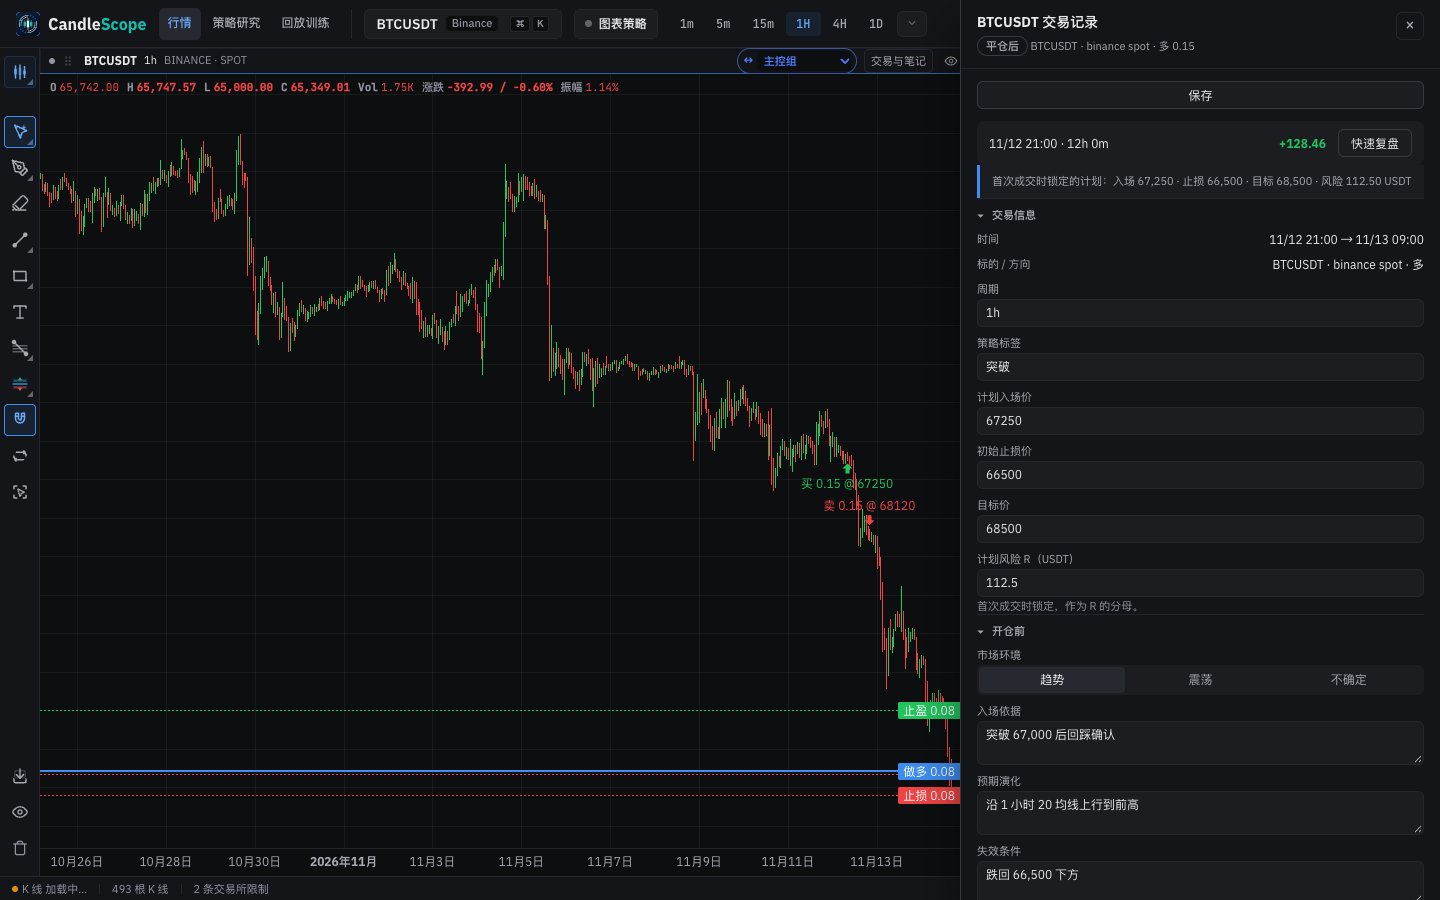 CandleScope
行情
策略研究
回放训练
BTCUSDT Binance ⌘ K
图表策略
1m 5m 15m 1H 4H 1D
BTCUSDT 1h BINANCE · SPOT
主控组
交易与笔记
O 65,742.00 H 65,747.57 L 65,000.00 C 65,349.01 Vol 1.75K 涨跌 -392.99 / -0.60% 振幅 1.14%
买 0.15 @ 67250
卖 0.15 @ 68120
止盈 0.08
做多 0.08
止损 0.08
10月26日 10月28日 10月30日 2026年11月 11月3日 11月5日 11月7日 11月9日 11月11日 11月13日
K 线 加载中... 493 根 K 线 2 条交易所限制
BTCUSDT 交易记录
平仓后 BTCUSDT · binance spot · 多 0.15
×
保存
11/12 21:00 · 12h 0m +128.46 快速复盘
首次成交时锁定的计划：入场 67,250 · 止损 66,500 · 目标 68,500 · 风险 112.50 USDT
交易信息
时间 11/12 21:00 → 11/13 09:00
标的 / 方向 BTCUSDT · binance spot · 多
周期
1h
策略标签
突破
计划入场价
67250
初始止损价
66500
目标价
68500
计划风险 R（USDT）
112.5
首次成交时锁定，作为 R 的分母。
开仓前
市场环境
趋势 震荡 不确定
入场依据
突破 67,000 后回踩确认
预期演化
沿 1 小时 20 均线上行到前高
失效条件
跌回 66,500 下方